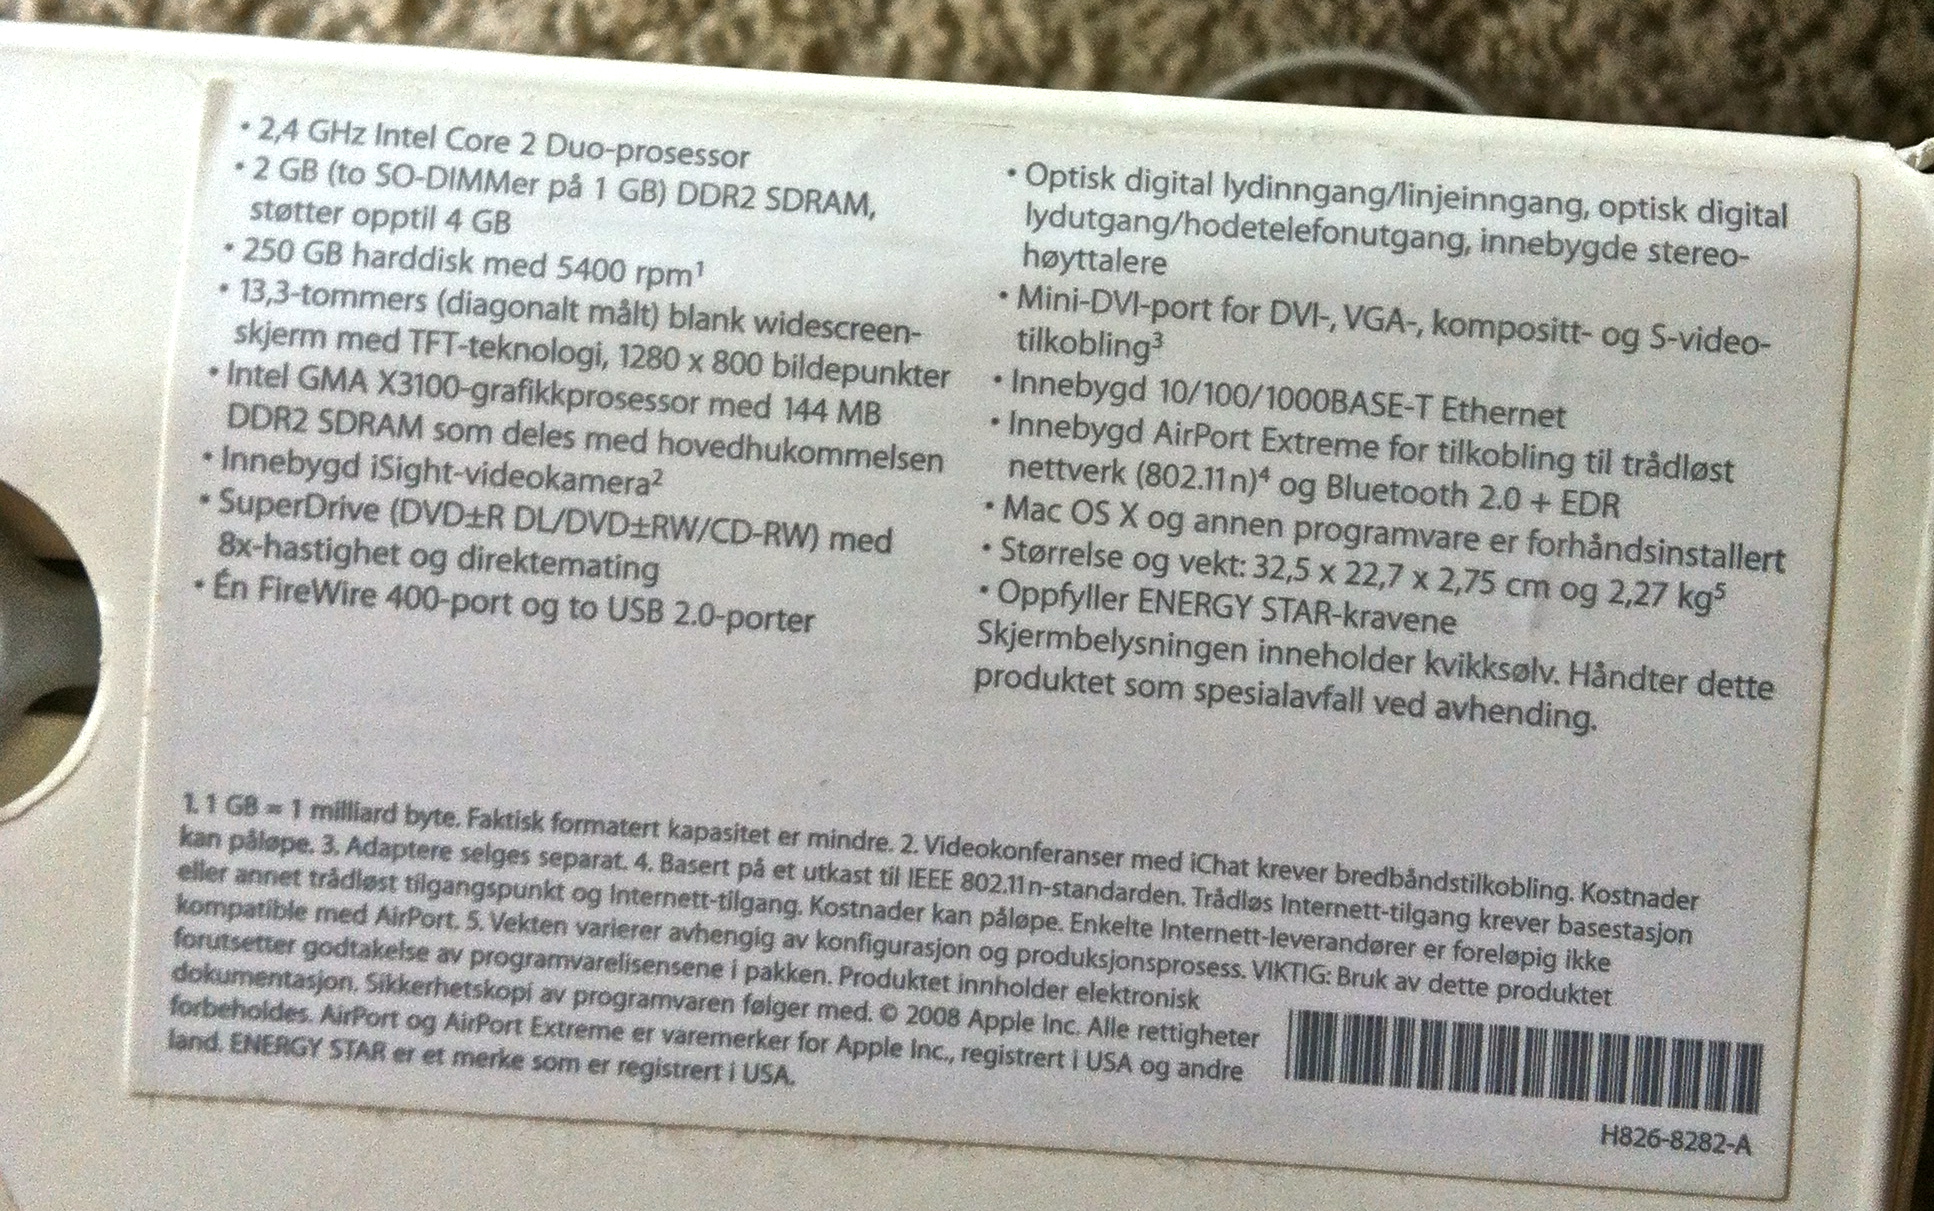 • 2,4 GHz Intel Core 2 Duo-prosessor
• 2 GB (to SO-DIMMer på 1 GB) DDR2 SDRAM,
støtter opptil 4 GB
• 250 GB harddisk med 5400 rpm¹
• 13,3-tommers (diagonalt målt) blank widescreen-
skjerm med TFT-teknologi, 1280 x 800 bildepunkter
• Intel GMA X3100-grafikkprosessor med 144 MB
DDR2 SDRAM som deles med hovedhukommelsen
• Innebygd iSight-videokamera²
• SuperDrive (DVD±R DL/DVD±RW/CD-RW) med
8x-hastighet og direktemating
• Én FireWire 400-port og to USB 2.0-porter
• Optisk digital lydinngang/linjeinngang, optisk digital
lydutgang/hodetelefonutgang, innebygde stereo-
høyttalere
• Mini-DVI-port for DVI-, VGA-, kompositt- og S-video-
tilkobling³
• Innebygd 10/100/1000BASE-T Ethernet
• Innebygd AirPort Extreme for tilkobling til trådløst
nettverk (802.11n)⁴ og Bluetooth 2.0 + EDR
• Mac OS X og annen programvare er forhåndsinstallert
• Størrelse og vekt: 32,5 x 22,7 x 2,75 cm og 2,27 kg⁵
• Oppfyller ENERGY STAR-kravene
Skjermbelysningen inneholder kvikksølv. Håndter dette
produktet som spesialavfall ved avhending.
1. 1 GB = 1 milliard byte. Faktisk formatert kapasitet er mindre. 2. Videokonferanser med iChat krever bredbåndstilkobling. Kostnader
kan påløpe. 3. Adaptere selges separat. 4. Basert på et utkast til IEEE 802.11n-standarden. Trådløs Internett-tilgang krever basestasjon
eller annet trådløst tilgangspunkt og Internett-tilgang. Kostnader kan påløpe. Enkelte Internett-leverandører er foreløpig ikke
kompatible med AirPort. 5. Vekten varierer avhengig av konfigurasjon og produksjonsprosess. VIKTIG: Bruk av dette produktet
forutsetter godtakelse av programvarelisensene i pakken. Produktet innholder elektronisk
dokumentasjon. Sikkerhetskopi av programvaren følger med. © 2008 Apple Inc. Alle rettigheter
forbeholdes. AirPort og AirPort Extreme er varemerker for Apple Inc., registrert i USA og andre
land. ENERGY STAR er et merke som er registrert i USA.
H826-8282-A